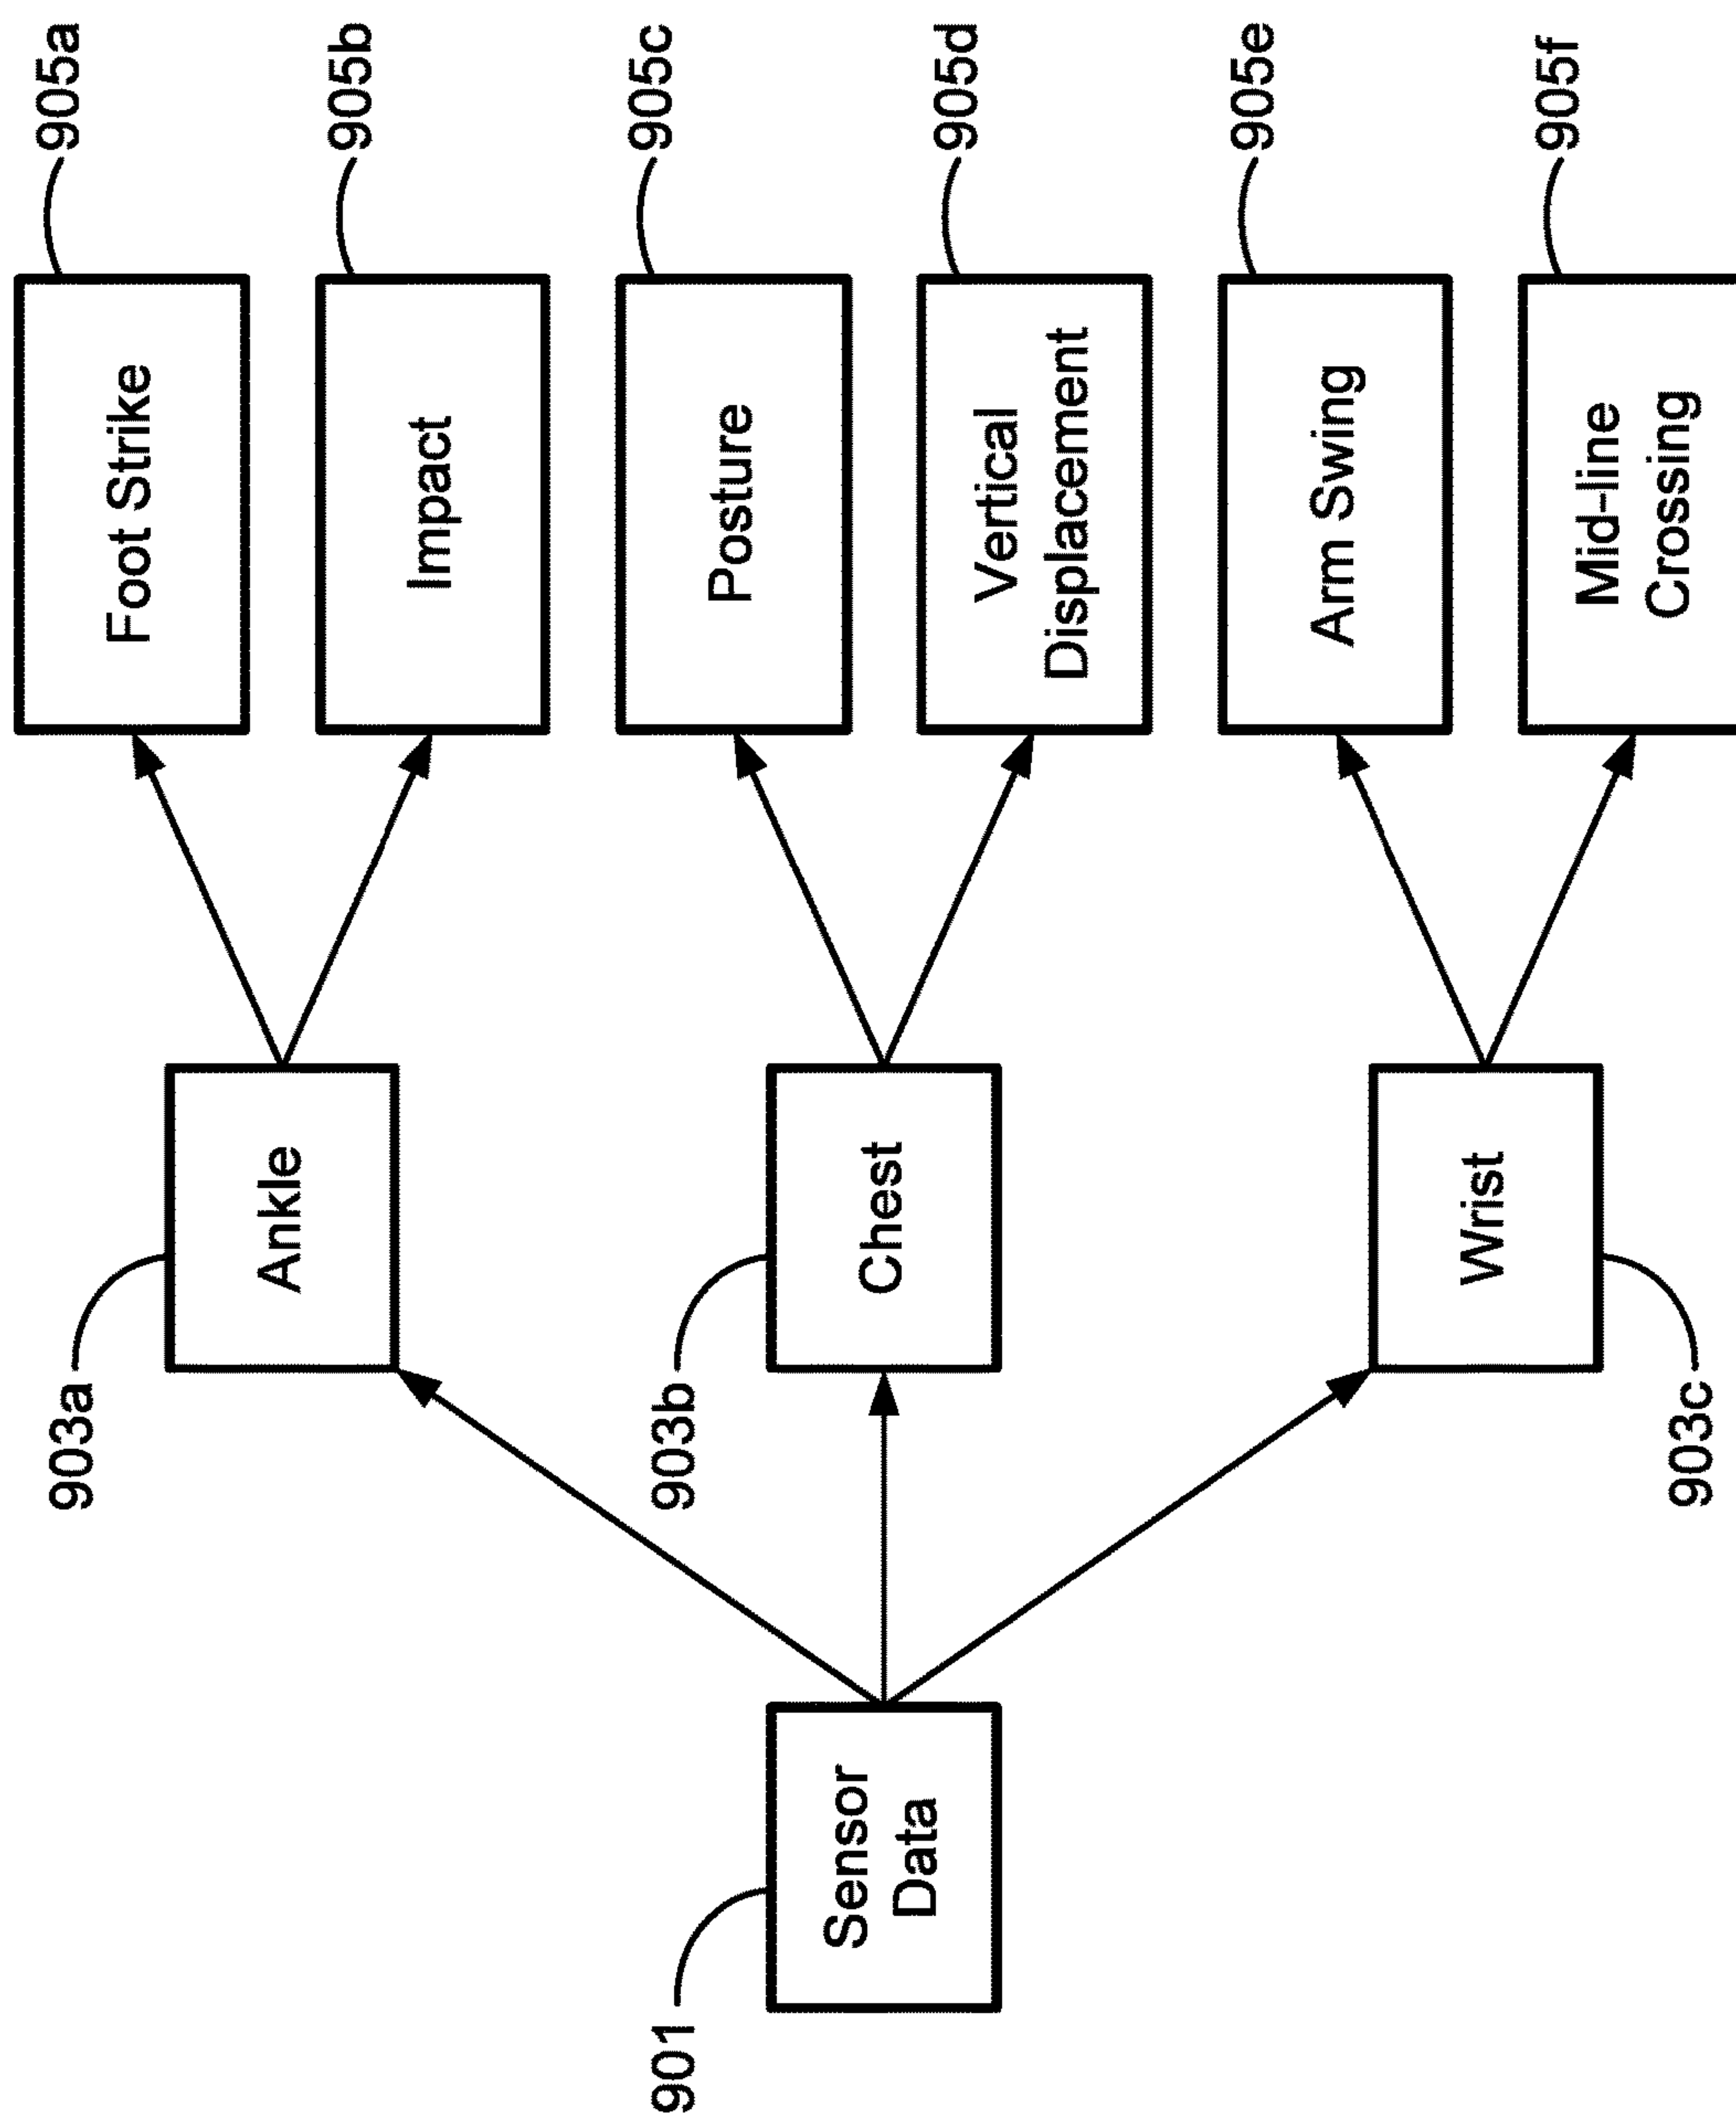 905a
Foot Strike
905b
Impact
903a
Ankle
905c
Posture
901
Sensor
Data
903b
Chest
905d
Vertical
Displacement
905e
Arm Swing
903c
Wrist
905f
Mid-line
Crossing